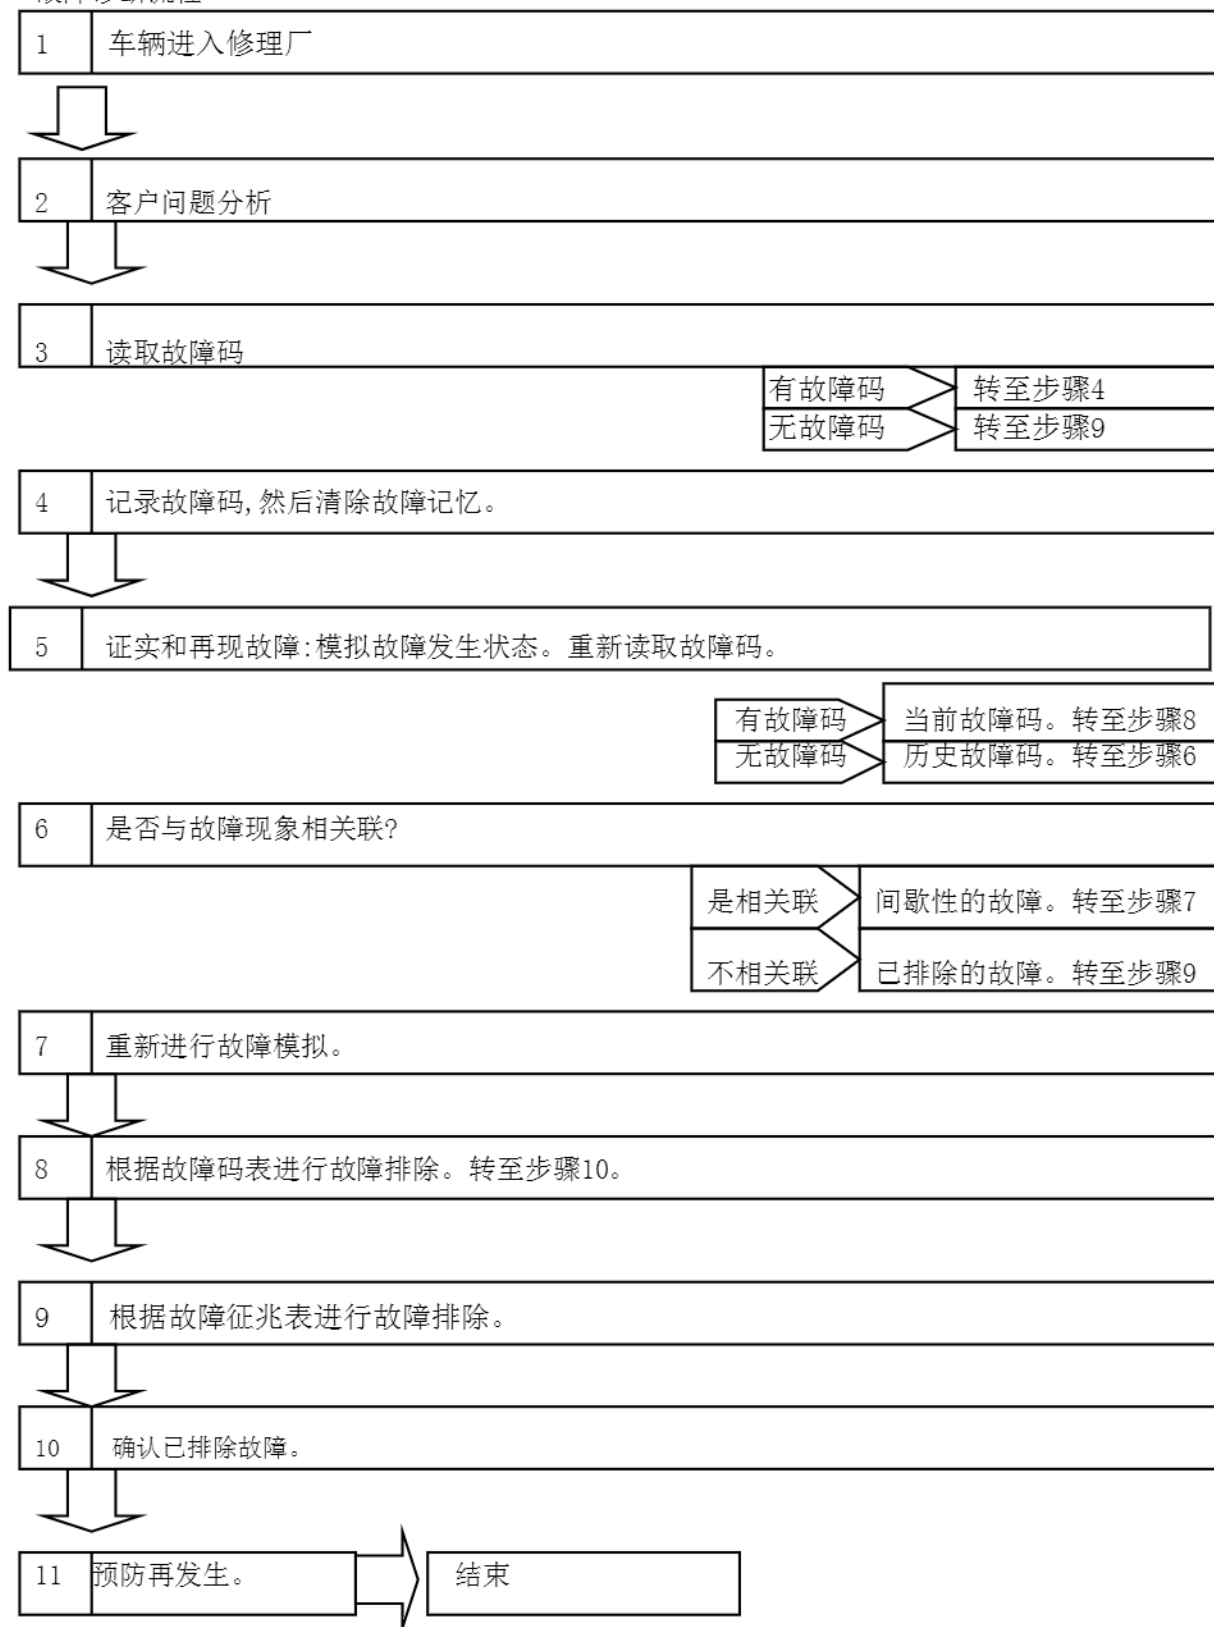 1 车辆进入修理厂
2 客户问题分析
3 读取故障码
有故障码 转至步骤4
无故障码 转至步骤9
4 记录故障码,然后清除故障记忆。
5 证实和再现故障:模拟故障发生状态。重新读取故障码。
有故障码 当前故障码。转至步骤8
无故障码 历史故障码。转至步骤6
6 是否与故障现象相关联?
是相关联 间歇性的故障。转至步骤7
不相关联 已排除的故障。转至步骤9
7 重新进行故障模拟。
8 根据故障码表进行故障排除。转至步骤10。
9 根据故障征兆表进行故障排除。
10 确认已排除故障。
11 预防再发生。 结束